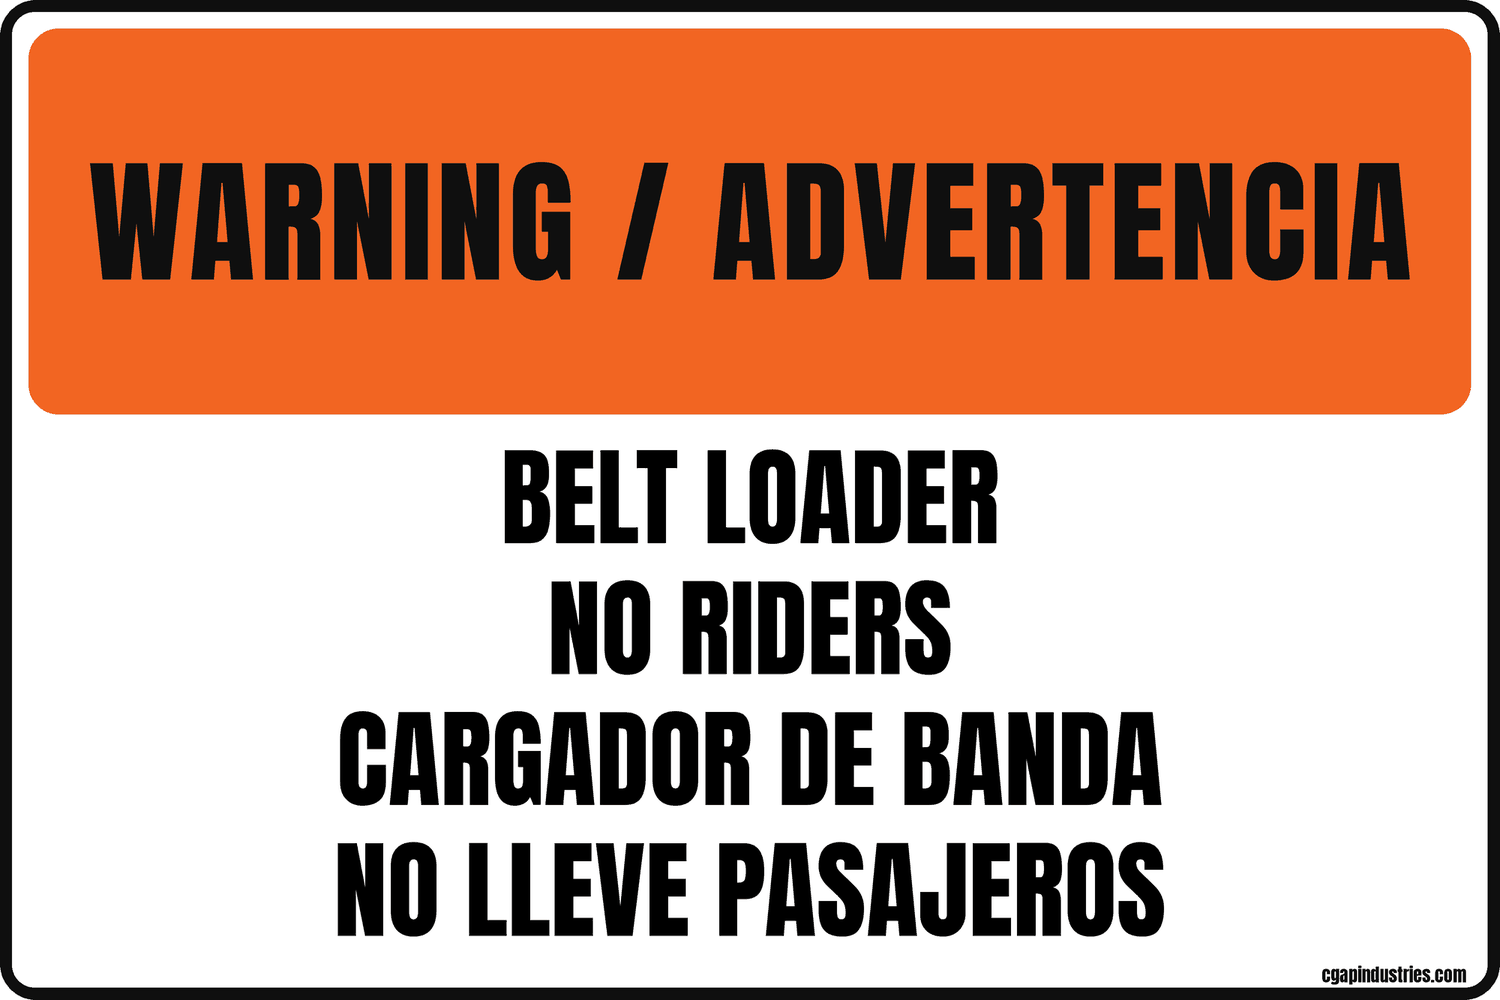 WARNING / ADVERTENCIA
BELT LOADER
NO RIDERS
CARGADOR DE BANDA
NO LLEVE PASAJEROS
cgapindustries.com